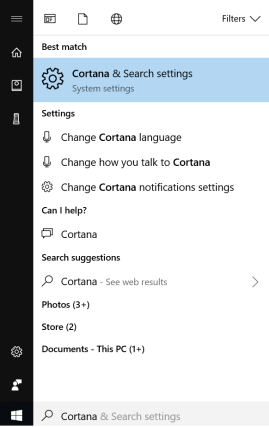 Filters
Best match
Cortana & Search settings
System settings
Settings
Change Cortana language
Change how you talk to Cortana
Change Cortana notifications settings
Can I help?
Cortana
Search suggestions
Cortana - See web results
Photos (3+)
Store (2)
Documents - This PC (1+)
Cortana & Search settings